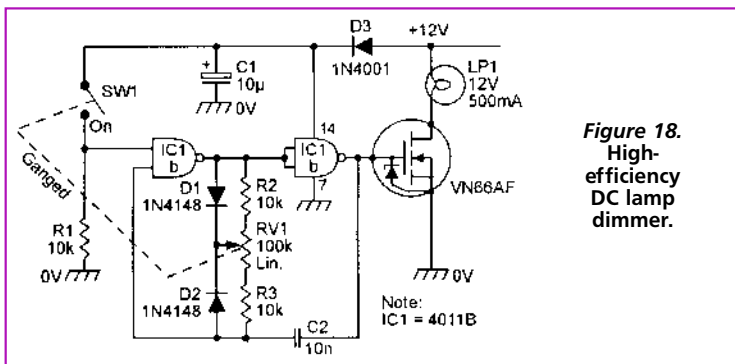 D3
+12V
1N4001
LP1
12V
500mA
+
C1
10µ
0V
SW1
On
Ganged
IC1
b
14
IC1
b
7
VN66AF
D1
1N4148
R2
10k
RV1
100k
Lin.
R1
10k
0V
D2
1N4148
R3
10k
C2
10n
0V
Note:
IC1 = 4011B
Figure 18.
High-
efficiency
DC lamp
dimmer.